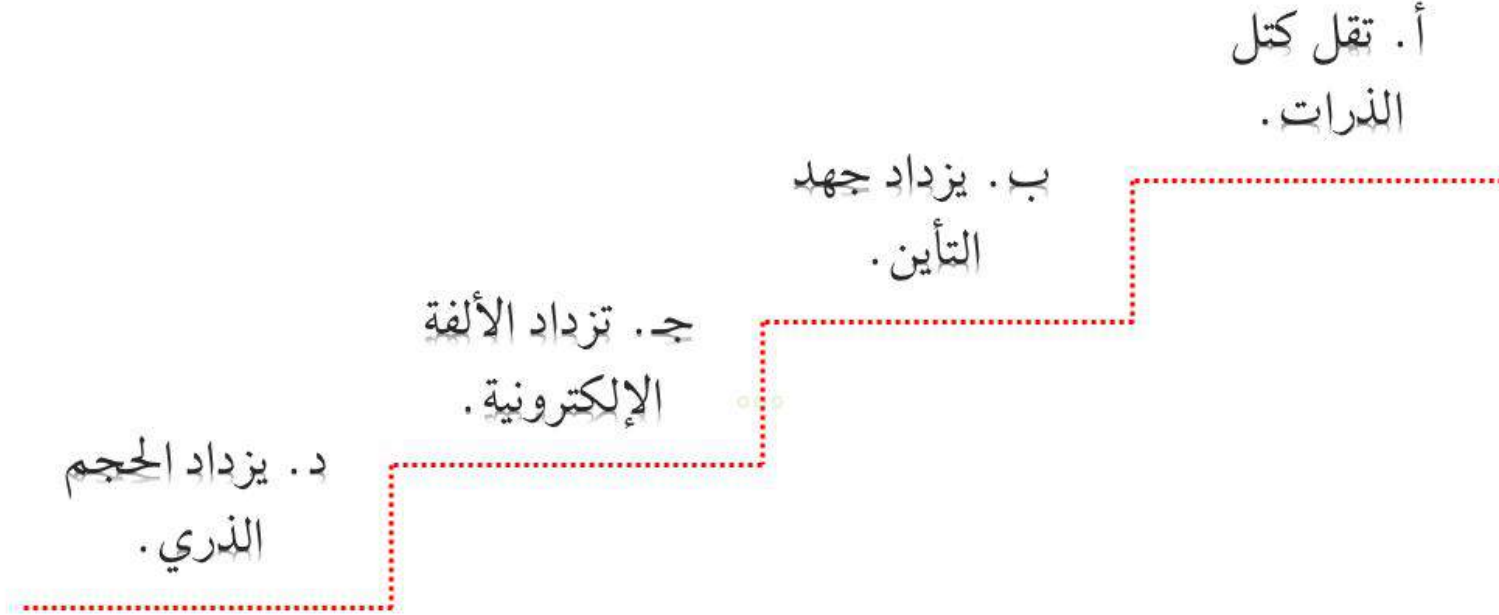 أ. تقل كتل
الذرات.
ب. يزداد جهد
التأين.
جـ. تزداد الألفة
الإلكترونية.
د. يزداد الحجم
الذري.